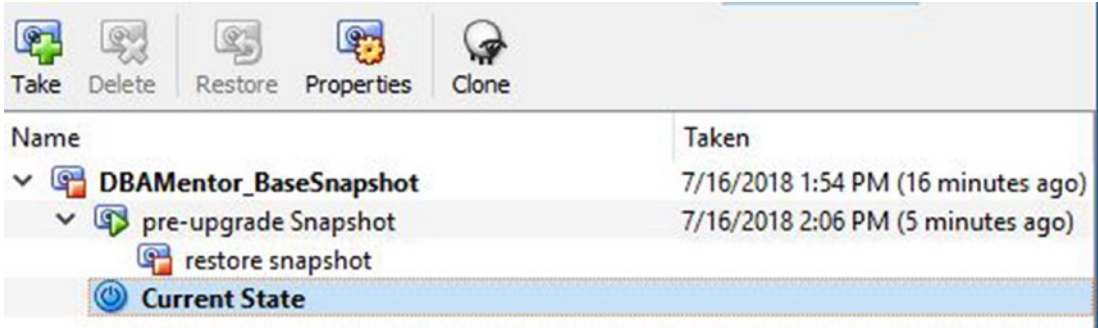 Take Delete Restore Properties Clone
Name Taken
DBAMentor_BaseSnapshot 7/16/2018 1:54 PM (16 minutes ago)
pre-upgrade Snapshot 7/16/2018 2:06 PM (5 minutes ago)
restore snapshot
Current State